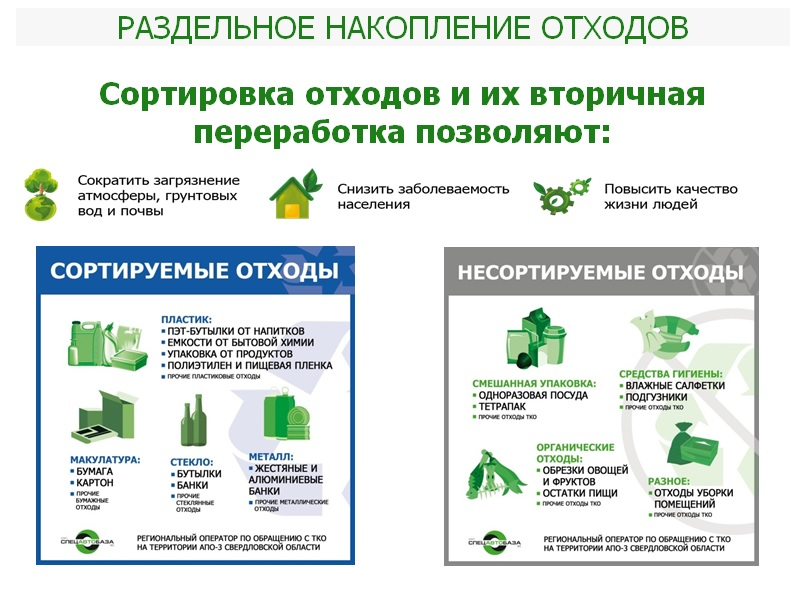 РАЗДЕЛЬНОЕ НАКОПЛЕНИЕ ОТХОДОВ
Сортировка отходов и их вторичная
переработка позволяют:
Сократить загрязнение
атмосферы, грунтовых
вод и почвы
Снизить заболеваемость
населения
Повысить качество
жизни людей
СОРТИРУЕМЫЕ ОТХОДЫ
ПЛАСТИК:
▪ ПЭТ-БУТЫЛКИ ОТ НАПИТКОВ
▪ ЕМКОСТИ ОТ БЫТОВОЙ ХИМИИ
▪ УПАКОВКА ОТ ПРОДУКТОВ
▪ ПОЛИЭТИЛЕН И ПИЩЕВАЯ ПЛЕНКА
▪ ПРОЧИЕ ПЛАСТИКОВЫЕ ОТХОДЫ
МАКУЛАТУРА:
▪ БУМАГА
▪ КАРТОН
▪ ПРОЧИЕ
БУМАЖНЫЕ
ОТХОДЫ
СТЕКЛО:
▪ БУТЫЛКИ
▪ БАНКИ
▪ ПРОЧИЕ
СТЕКЛЯННЫЕ
ОТХОДЫ
МЕТАЛЛ:
▪ ЖЕСТЯНЫЕ И
АЛЮМИНИЕВЫЕ
БАНКИ
▪ ПРОЧИЕ МЕТАЛЛИЧЕСКИЕ
ОТХОДЫ
СПЕЦАВТОБАЗА
РЕГИОНАЛЬНЫЙ ОПЕРАТОР ПО ОБРАЩЕНИЮ С ТКО
НА ТЕРРИТОРИИ АПО-3 СВЕРДЛОВСКОЙ ОБЛАСТИ
НЕСОРТИРУЕМЫЕ ОТХОДЫ
СМЕШАННАЯ УПАКОВКА:
▪ ОДНОРАЗОВАЯ ПОСУДА
▪ ТЕТРАПАК
▪ ПРОЧИЕ ОТХОДЫ ТКО
СРЕДСТВА ГИГИЕНЫ:
▪ ВЛАЖНЫЕ САЛФЕТКИ
▪ ПОДГУЗНИКИ
▪ ПРОЧИЕ ОТХОДЫ ТКО
ОРГАНИЧЕСКИЕ
ОТХОДЫ:
▪ ОБРЕЗКИ ОВОЩЕЙ
И ФРУКТОВ
▪ ОСТАТКИ ПИЩИ
▪ ПРОЧИЕ ОТХОДЫ ТКО
РАЗНОЕ:
▪ ОТХОДЫ УБОРКИ
ПОМЕЩЕНИЙ
▪ ПРОЧИЕ ОТХОДЫ ТКО
СПЕЦАВТОБАЗА
РЕГИОНАЛЬНЫЙ ОПЕРАТОР ПО ОБРАЩЕНИЮ С ТКО
НА ТЕРРИТОРИИ АПО-3 СВЕРДЛОВСКОЙ ОБЛАСТИ